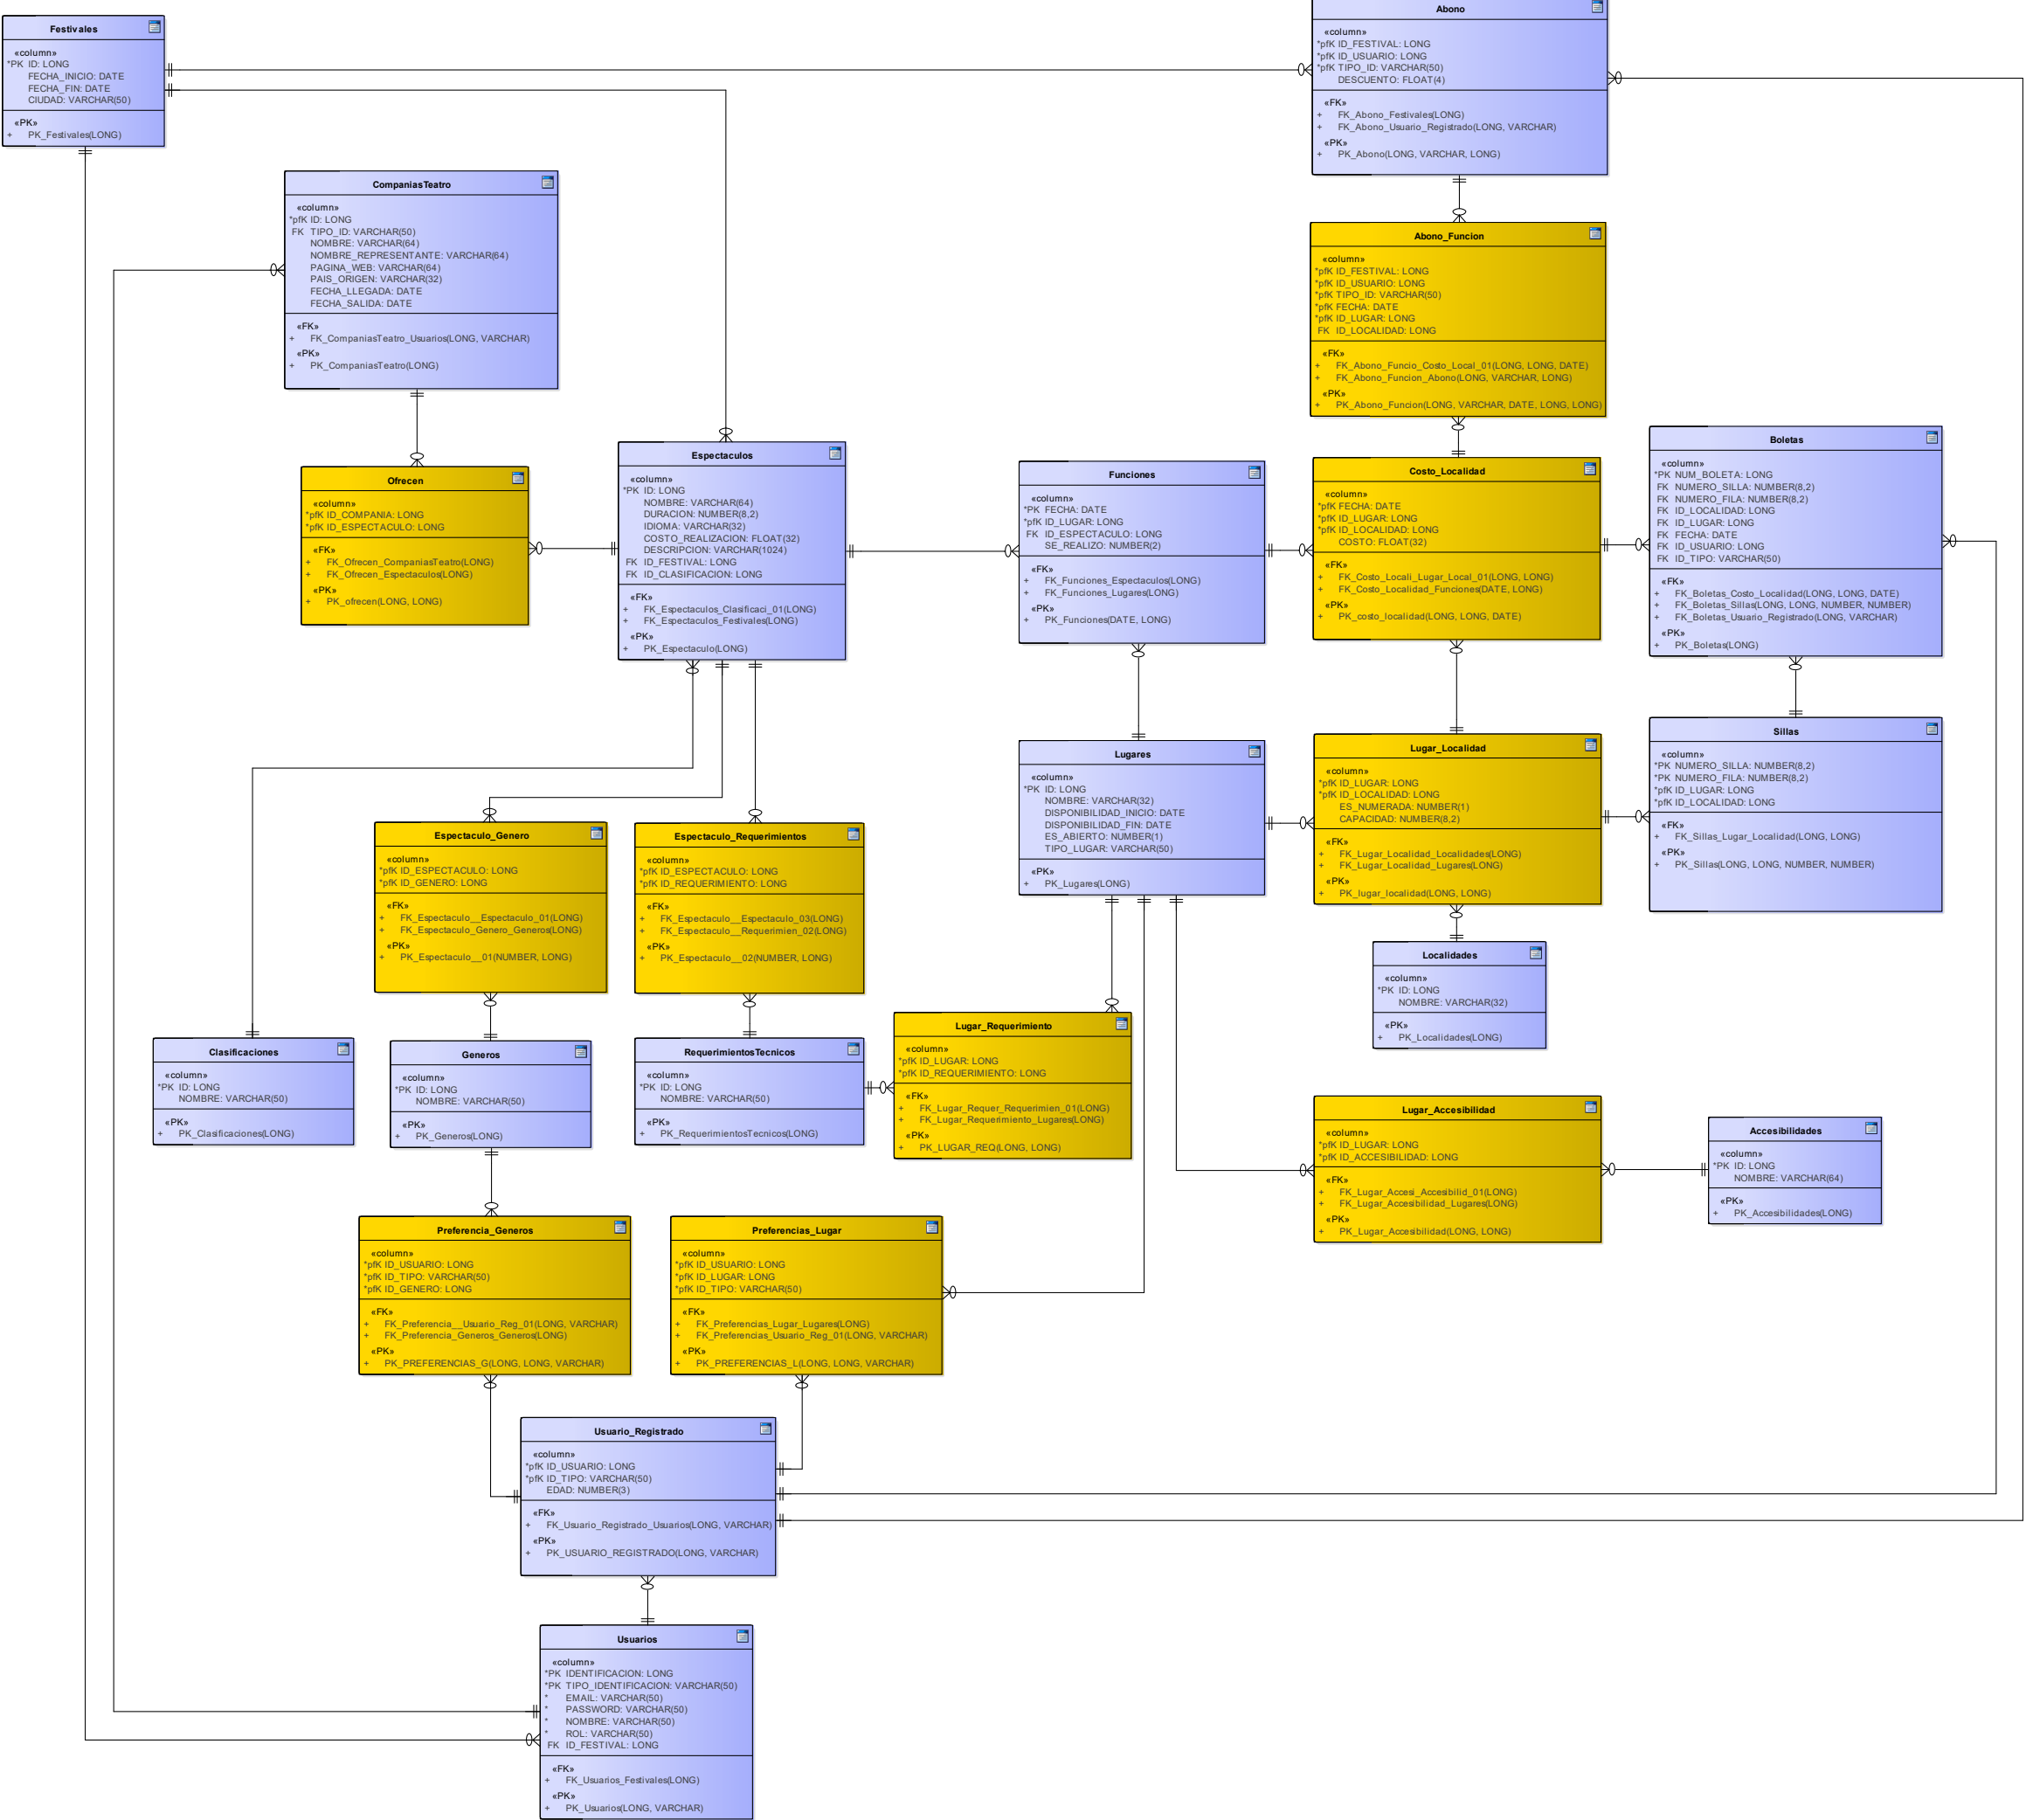 Festivales
«column»
*PK ID: LONG
FECHA_INICIO: DATE
FECHA_FIN: DATE
CIUDAD: VARCHAR(50)
«PK»
+ PK_Festivales(LONG)
Abono
«column»
*pfK ID_FESTIVAL: LONG
*pfK ID_USUARIO: LONG
*pfK TIPO_ID: VARCHAR(50)
DESCUENTO: FLOAT(4)
«FK»
+ FK_Abono_Festivales(LONG)
+ FK_Abono_Usuario_Registrado(LONG, VARCHAR)
«PK»
+ PK_Abono(LONG, VARCHAR, LONG)
CompaniasTeatro
«column»
*pfK ID: LONG
FK TIPO_ID: VARCHAR(50)
NOMBRE: VARCHAR(64)
NOMBRE_REPRESENTANTE: VARCHAR(64)
PAGINA_WEB: VARCHAR(64)
PAIS_ORIGEN: VARCHAR(32)
FECHA_LLEGADA: DATE
FECHA_SALIDA: DATE
«FK»
+ FK_CompaniasTeatro_Usuarios(LONG, VARCHAR)
«PK»
+ PK_CompaniasTeatro(LONG)
Abono_Funcion
«column»
*pfK ID_FESTIVAL: LONG
*pfK ID_USUARIO: LONG
*pfK TIPO_ID: VARCHAR(50)
*pfK FECHA: DATE
*pfK ID_LUGAR: LONG
FK ID_LOCALIDAD: LONG
«FK»
+ FK_Abono_Funcio_Costo_Local_01(LONG, LONG, DATE)
+ FK_Abono_Funcion_Abono(LONG, VARCHAR, LONG)
«PK»
+ PK_Abono_Funcion(LONG, VARCHAR, DATE, LONG, LONG)
Ofrecen
«column»
*pfK ID_COMPANIA: LONG
*pfK ID_ESPECTACULO: LONG
«FK»
+ FK_Ofrecen_CompaniasTeatro(LONG)
+ FK_Ofrecen_Espectaculos(LONG)
«PK»
+ PK_ofrecen(LONG, LONG)
Espectaculos
«column»
*PK ID: LONG
NOMBRE: VARCHAR(64)
DURACION: NUMBER(8,2)
IDIOMA: VARCHAR(32)
COSTO_REALIZACION: FLOAT(32)
DESCRIPCION: VARCHAR(1024)
FK ID_FESTIVAL: LONG
FK ID_CLASIFICACION: LONG
«FK»
+ FK_Espectaculos_Clasificaci_01(LONG)
+ FK_Espectaculos_Festivales(LONG)
«PK»
+ PK_Espectaculo(LONG)
Funciones
«column»
*PK FECHA: DATE
*pfK ID_LUGAR: LONG
FK ID_ESPECTACULO: LONG
SE_REALIZO: NUMBER(2)
«FK»
+ FK_Funciones_Espectaculos(LONG)
+ FK_Funciones_Lugares(LONG)
«PK»
+ PK_Funciones(DATE, LONG)
Costo_Localidad
«column»
*pfK FECHA: DATE
*pfK ID_LUGAR: LONG
*pfK ID_LOCALIDAD: LONG
COSTO: FLOAT(32)
«FK»
+ FK_Costo_Locali_Lugar_Local_01(LONG, LONG)
+ FK_Costo_Localidad_Funciones(DATE, LONG)
«PK»
+ PK_costo_localidad(LONG, LONG, DATE)
Boletas
«column»
*PK NUM_BOLETA: LONG
FK NUMERO_SILLA: NUMBER(8,2)
FK NUMERO_FILA: NUMBER(8,2)
FK ID_LOCALIDAD: LONG
FK ID_LUGAR: LONG
FK FECHA: DATE
FK ID_USUARIO: LONG
FK ID_TIPO: VARCHAR(50)
«FK»
+ FK_Boletas_Costo_Localidad(LONG, LONG, DATE)
+ FK_Boletas_Sillas(LONG, LONG, NUMBER, NUMBER)
+ FK_Boletas_Usuario_Registrado(LONG, VARCHAR)
«PK»
+ PK_Boletas(LONG)
Lugares
«column»
*PK ID: LONG
NOMBRE: VARCHAR(32)
DISPONIBILIDAD_INICIO: DATE
DISPONIBILIDAD_FIN: DATE
ES_ABIERTO: NUMBER(1)
TIPO_LUGAR: VARCHAR(50)
«PK»
+ PK_Lugares(LONG)
Lugar_Localidad
«column»
*pfK ID_LUGAR: LONG
*pfK ID_LOCALIDAD: LONG
ES_NUMERADA: NUMBER(1)
CAPACIDAD: NUMBER(8,2)
«FK»
+ FK_Lugar_Localidad_Localidades(LONG)
+ FK_Lugar_Localidad_Lugares(LONG)
«PK»
+ PK_lugar_localidad(LONG, LONG)
Sillas
«column»
*PK NUMERO_SILLA: NUMBER(8,2)
*PK NUMERO_FILA: NUMBER(8,2)
*pfK ID_LUGAR: LONG
*pfK ID_LOCALIDAD: LONG
«FK»
+ FK_Sillas_Lugar_Localidad(LONG, LONG)
«PK»
+ PK_Sillas(LONG, LONG, NUMBER, NUMBER)
Espectaculo_Genero
«column»
*pfK ID_ESPECTACULO: LONG
*pfK ID_GENERO: LONG
«FK»
+ FK_Espectaculo__Espectaculo_01(LONG)
+ FK_Espectaculo_Genero_Generos(LONG)
«PK»
+ PK_Espectaculo__01(NUMBER, LONG)
Espectaculo_Requerimientos
«column»
*pfK ID_ESPECTACULO: LONG
*pfK ID_REQUERIMIENTO: LONG
«FK»
+ FK_Espectaculo__Espectaculo_03(LONG)
+ FK_Espectaculo__Requerimien_02(LONG)
«PK»
+ PK_Espectaculo__02(NUMBER, LONG)
Localidades
«column»
*PK ID: LONG
NOMBRE: VARCHAR(32)
«PK»
+ PK_Localidades(LONG)
Clasificaciones
«column»
*PK ID: LONG
NOMBRE: VARCHAR(50)
«PK»
+ PK_Clasificaciones(LONG)
Generos
«column»
*PK ID: LONG
NOMBRE: VARCHAR(50)
«PK»
+ PK_Generos(LONG)
RequerimientosTecnicos
«column»
*PK ID: LONG
NOMBRE: VARCHAR(50)
«PK»
+ PK_RequerimientosTecnicos(LONG)
Lugar_Requerimiento
«column»
*pfK ID_LUGAR: LONG
*pfK ID_REQUERIMIENTO: LONG
«FK»
+ FK_Lugar_Requer_Requerimien_01(LONG)
+ FK_Lugar_Requerimiento_Lugares(LONG)
«PK»
+ PK_LUGAR_REQ(LONG, LONG)
Lugar_Accesibilidad
«column»
*pfK ID_LUGAR: LONG
*pfK ID_ACCESIBILIDAD: LONG
«FK»
+ FK_Lugar_Accesi_Accesibilid_01(LONG)
+ FK_Lugar_Accesibilidad_Lugares(LONG)
«PK»
+ PK_Lugar_Accesibilidad(LONG, LONG)
Accesibilidades
«column»
*PK ID: LONG
NOMBRE: VARCHAR(64)
«PK»
+ PK_Accesibilidades(LONG)
Preferencia_Generos
«column»
*pfK ID_USUARIO: LONG
*pfK ID_TIPO: VARCHAR(50)
*pfK ID_GENERO: LONG
«FK»
+ FK_Preferencia__Usuario_Reg_01(LONG, VARCHAR)
+ FK_Preferencia_Generos_Generos(LONG)
«PK»
+ PK_PREFERENCIAS_G(LONG, LONG, VARCHAR)
Preferencias_Lugar
«column»
*pfK ID_USUARIO: LONG
*pfK ID_LUGAR: LONG
*pfK ID_TIPO: VARCHAR(50)
«FK»
+ FK_Preferencias_Lugar_Lugares(LONG)
+ FK_Preferencias_Usuario_Reg_01(LONG, VARCHAR)
«PK»
+ PK_PREFERENCIAS_L(LONG, LONG, VARCHAR)
Usuario_Registrado
«column»
*pfK ID_USUARIO: LONG
*pfK ID_TIPO: VARCHAR(50)
EDAD: NUMBER(3)
«FK»
+ FK_Usuario_Registrado_Usuarios(LONG, VARCHAR)
«PK»
+ PK_USUARIO_REGISTRADO(LONG, VARCHAR)
Usuarios
«column»
*PK IDENTIFICACION: LONG
*PK TIPO_IDENTIFICACION: VARCHAR(50)
* EMAIL: VARCHAR(50)
* PASSWORD: VARCHAR(50)
* NOMBRE: VARCHAR(50)
* ROL: VARCHAR(50)
FK ID_FESTIVAL: LONG
«FK»
+ FK_Usuarios_Festivales(LONG)
«PK»
+ PK_Usuarios(LONG, VARCHAR)